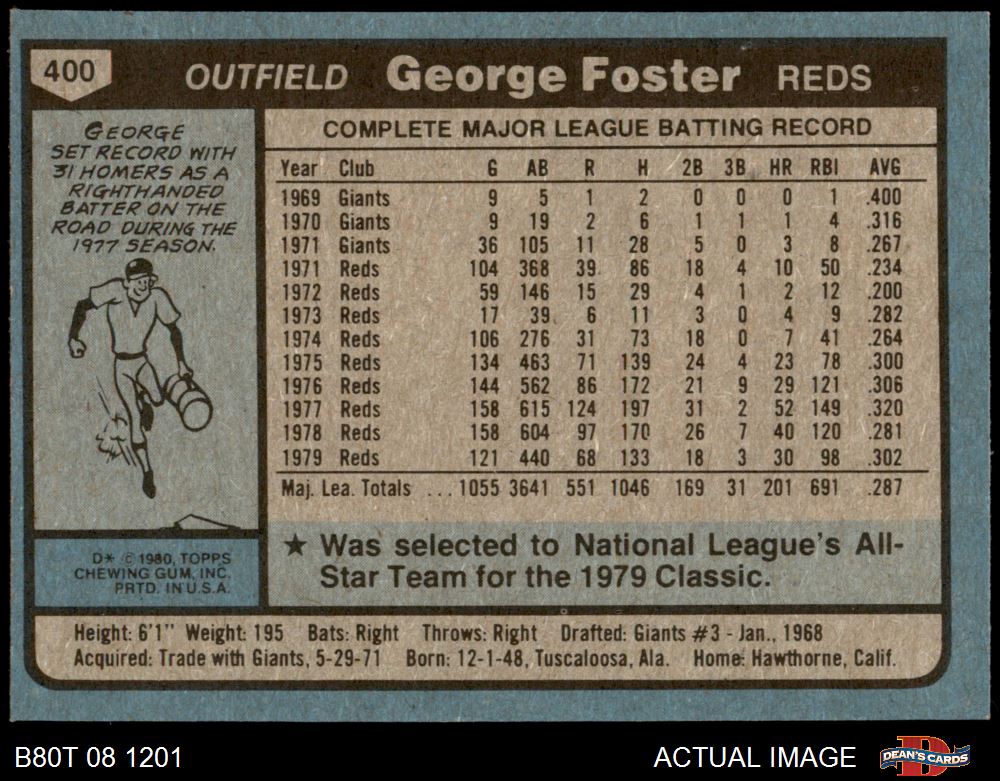 400 OUTFIELD George Foster REDS
GEORGE
SET RECORD WITH
31 HOMERS AS A
RIGHTHANDED
BATTER ON THE
ROAD DURING THE
1977 SEASON.
COMPLETE MAJOR LEAGUE BATTING RECORD
Year Club G AB R H 2B 3B HR RBI AVG
1969 Giants 9 5 1 2 0 0 0 1 .400
1970 Giants 9 19 2 6 1 1 1 4 .316
1971 Giants 36 105 11 28 5 0 3 8 .267
1971 Reds 104 368 39 86 18 4 10 50 .234
1972 Reds 59 146 15 29 4 1 2 12 .200
1973 Reds 17 39 6 11 3 0 4 9 .282
1974 Reds 106 276 31 73 18 0 7 41 .264
1975 Reds 134 463 71 139 24 4 23 78 .300
1976 Reds 144 562 86 172 21 9 29 121 .306
1977 Reds 158 615 124 197 31 2 52 149 .320
1978 Reds 158 604 97 170 26 7 40 120 .281
1979 Reds 121 440 68 133 18 3 30 98 .302
Maj. Lea. Totals ... 1055 3641 551 1046 169 31 201 691 .287
★ Was selected to National League's All-
Star Team for the 1979 Classic.
D* © 1980, TOPPS
CHEWING GUM, INC.
PRTD. IN U.S.A.
Height: 6'1" Weight: 195 Bats: Right Throws: Right Drafted: Giants #3 - Jan., 1968
Acquired: Trade with Giants, 5-29-71 Born: 12-1-48, Tuscaloosa, Ala. Home: Hawthorne, Calif.
B80T 08 1201 ACTUAL IMAGE D DEAN'S CARDS